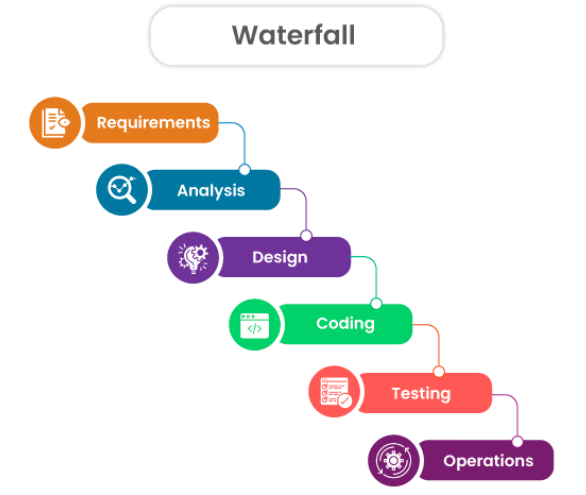 Waterfall
Requirements
Analysis
Design
Coding
Testing
Operations